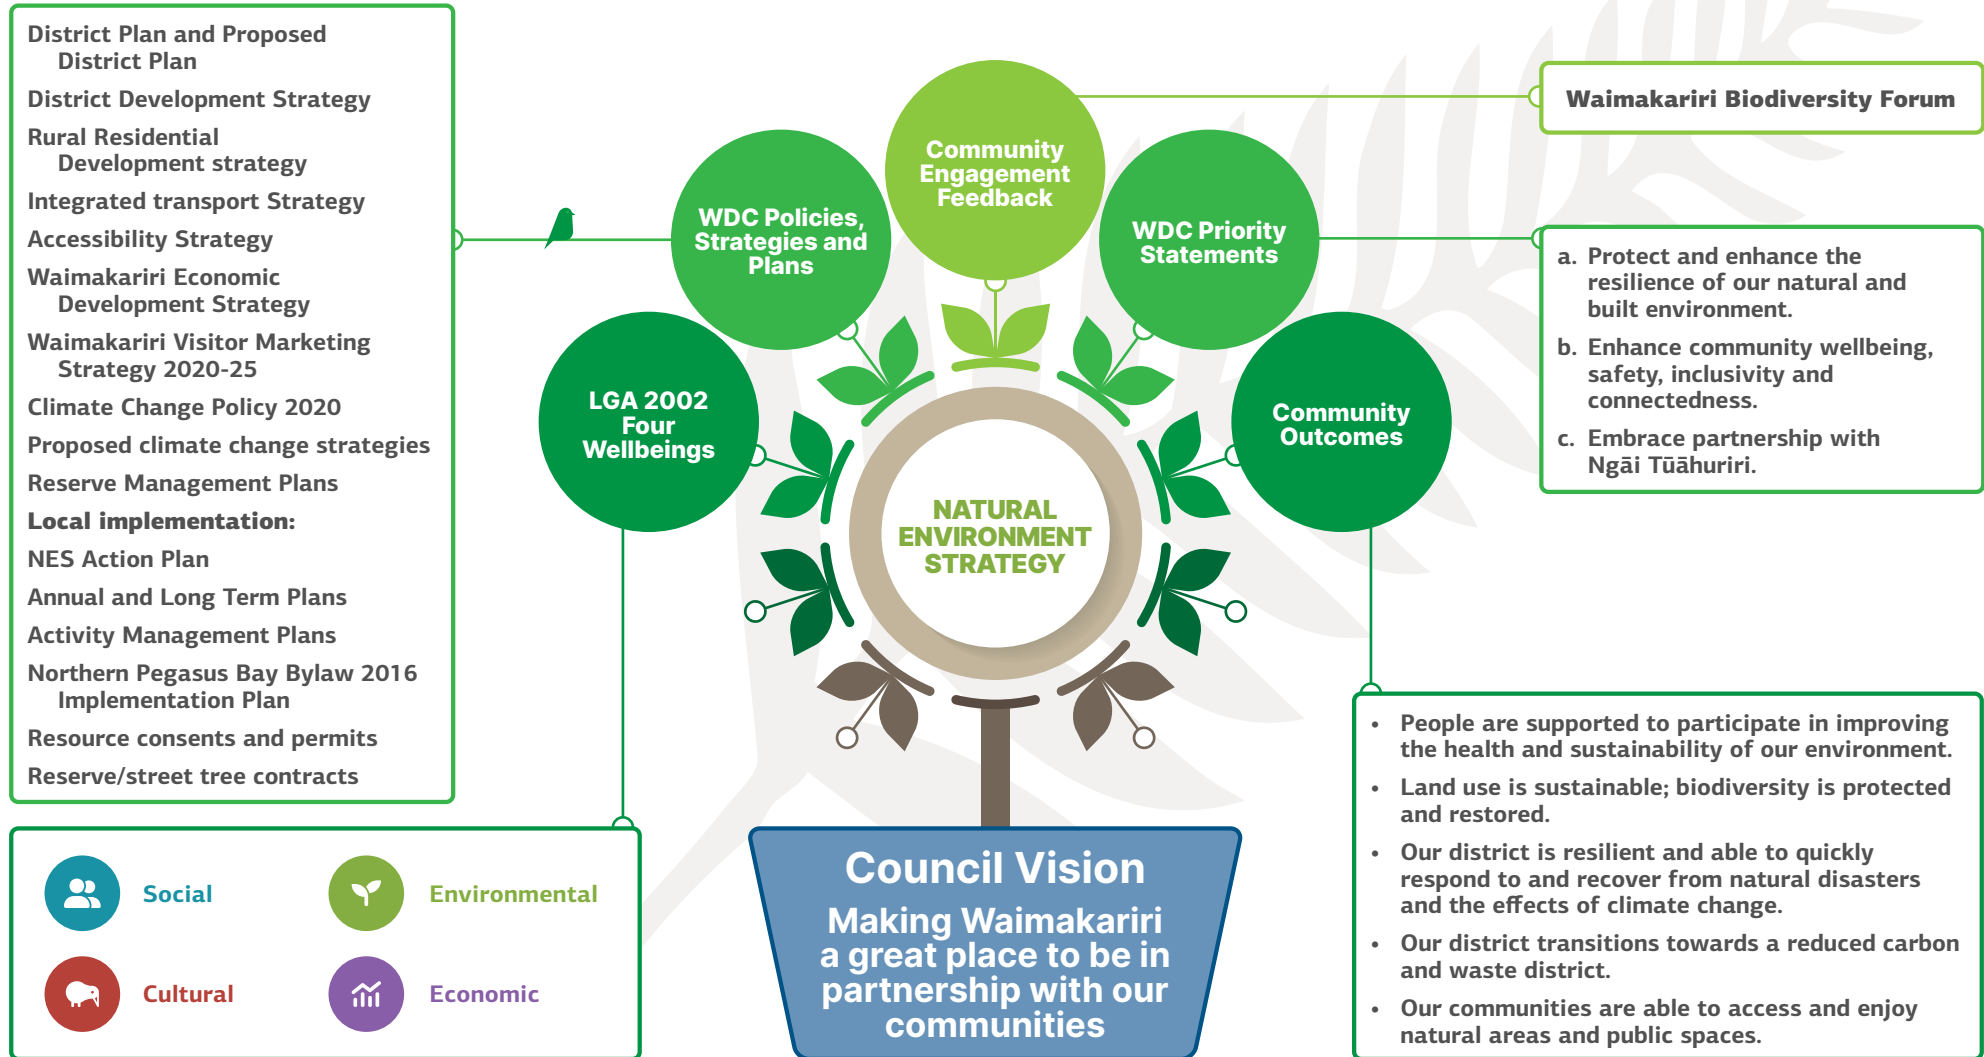 District Plan and Proposed
District Plan
District Development Strategy
Rural Residential
Development strategy
Integrated transport Strategy
Accessibility Strategy
Waimakariri Economic
Development Strategy
Waimakariri Visitor Marketing
Strategy 2020-25
Climate Change Policy 2020
Proposed climate change strategies
Reserve Management Plans
Local implementation:
NES Action Plan
Annual and Long Term Plans
Activity Management Plans
Northern Pegasus Bay Bylaw 2016
Implementation Plan
Resource consents and permits
Reserve/street tree contracts
WDC Policies,
Strategies and
Plans
Community
Engagement
Feedback
WDC Priority
Statements
LGA 2002
Four
Wellbeings
Community
Outcomes
NATURAL
ENVIRONMENT
STRATEGY
Waimakariri Biodiversity Forum
a. Protect and enhance the
resilience of our natural and
built environment.
b. Enhance community wellbeing,
safety, inclusivity and
connectedness.
c. Embrace partnership with
Ngāi Tūāhuriri.
• People are supported to participate in improving
the health and sustainability of our environment.
• Land use is sustainable; biodiversity is protected
and restored.
• Our district is resilient and able to quickly
respond to and recover from natural disasters
and the effects of climate change.
• Our district transitions towards a reduced carbon
and waste district.
• Our communities are able to access and enjoy
natural areas and public spaces.
Social
Environmental
Cultural
Economic
Council Vision
Making Waimakariri
a great place to be in
partnership with our
communities